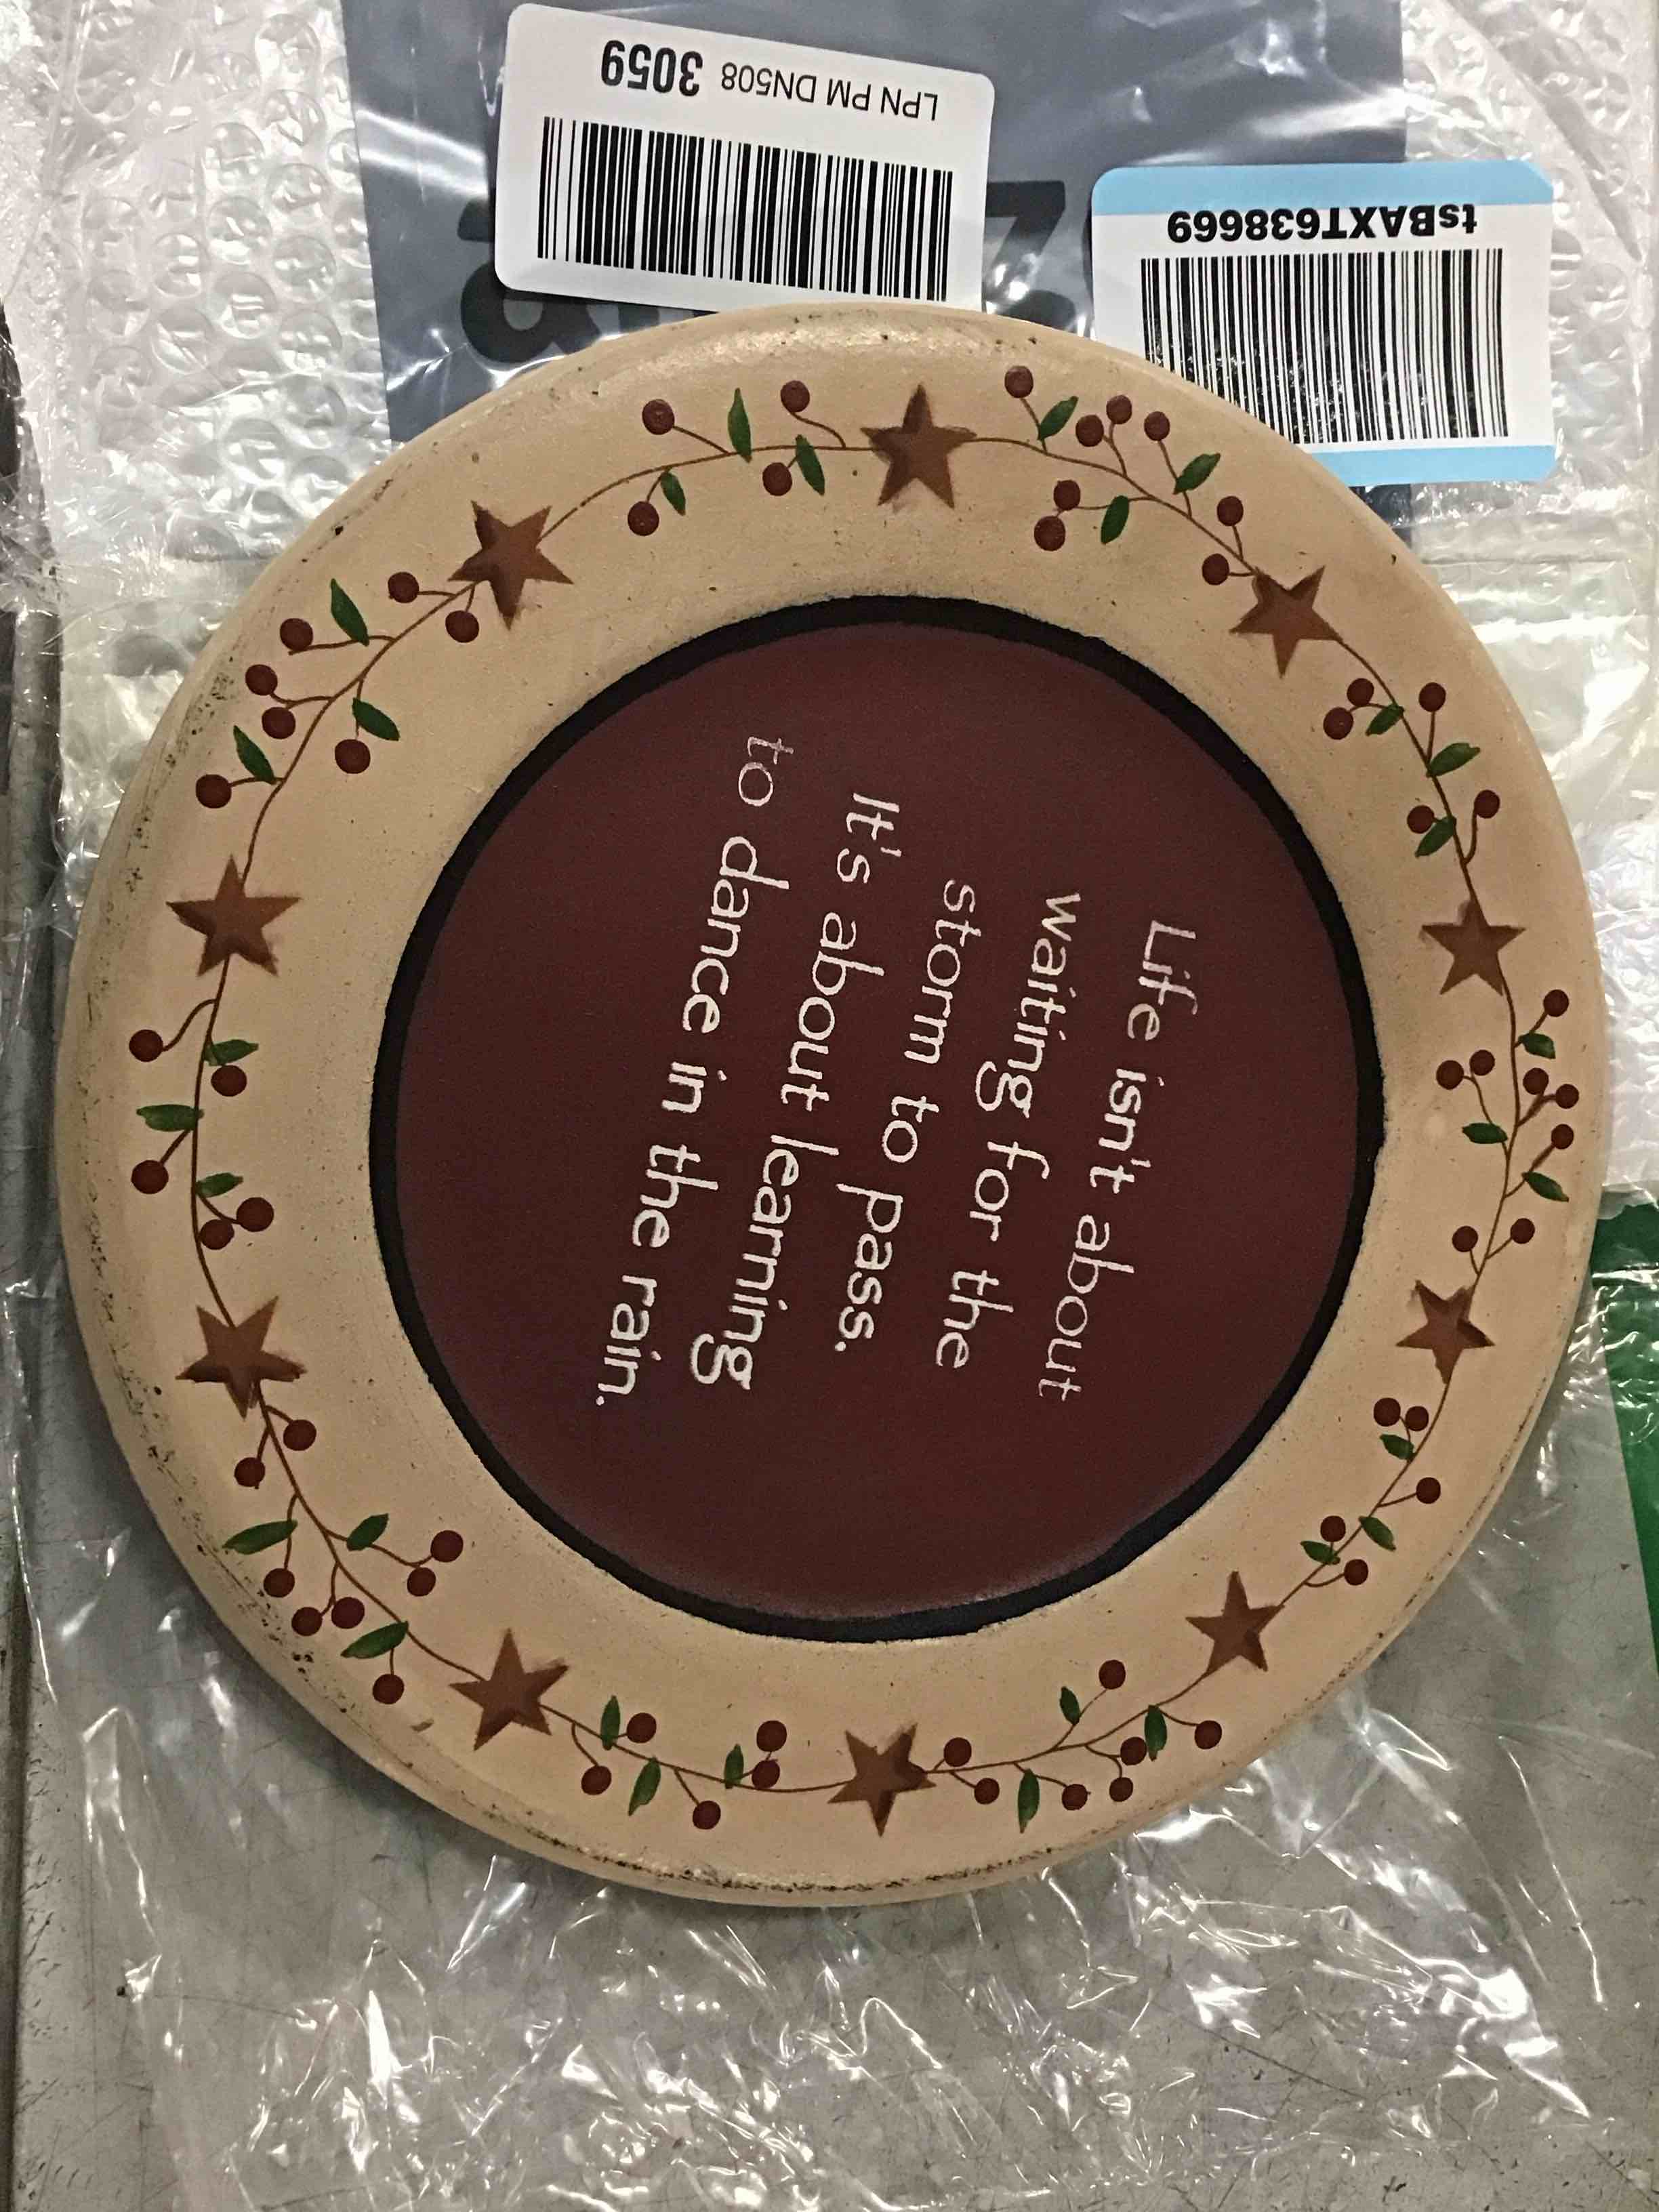 LPN PM DN508 3059
tsBAXT638669
Life isn't about
waiting for the
storm to pass.
It's about learning
to dance in the rain.